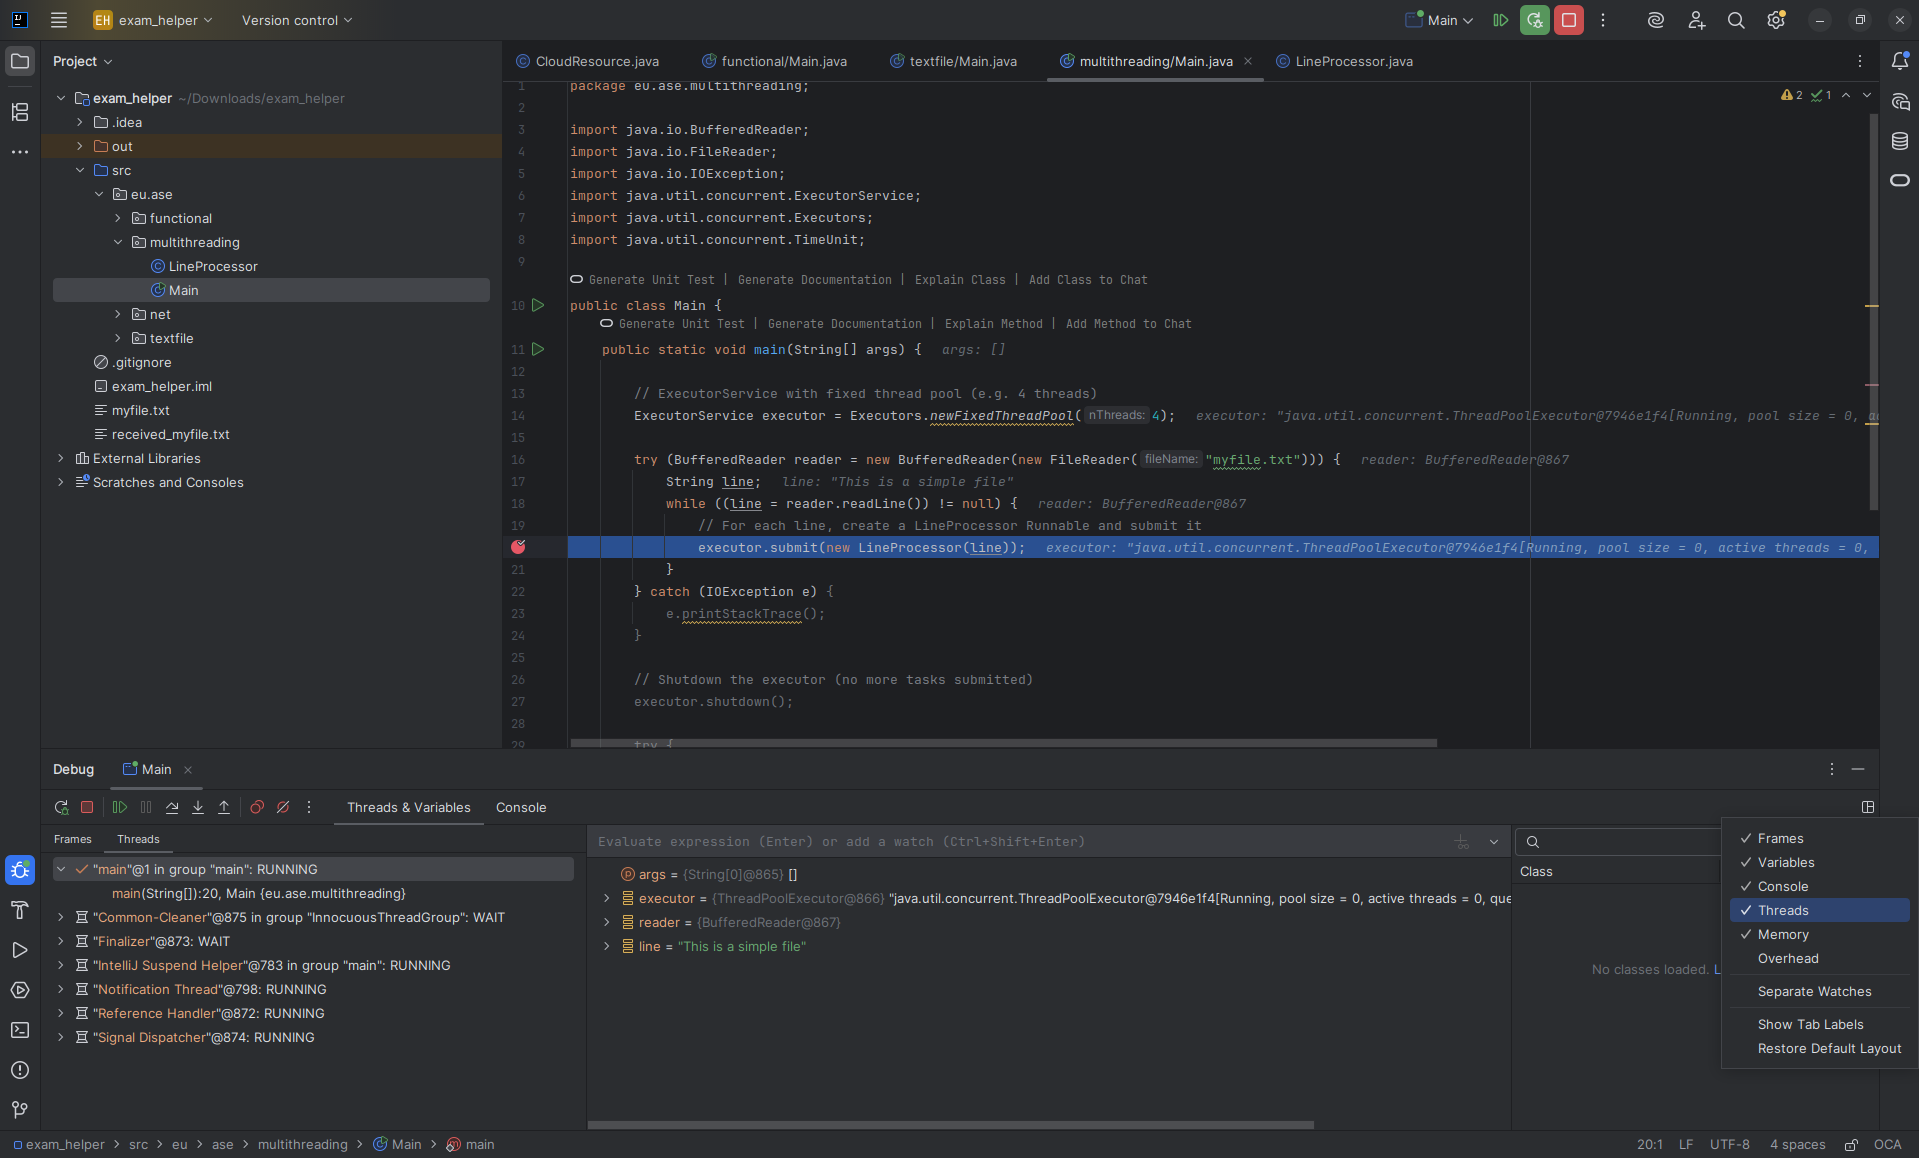 EH exam_helper Version control Main
Project
CloudResource.java functional/Main.java textfile/Main.java multithreading/Main.java LineProcessor.java
exam_helper ~/Downloads/exam_helper
.idea
out
src
eu.ase
functional
multithreading
LineProcessor
Main
net
textfile
.gitignore
exam_helper.iml
myfile.txt
received_myfile.txt
External Libraries
Scratches and Consoles
2 1
1 package eu.ase.multithreading;
2
3 import java.io.BufferedReader;
4 import java.io.FileReader;
5 import java.io.IOException;
6 import java.util.concurrent.ExecutorService;
7 import java.util.concurrent.Executors;
8 import java.util.concurrent.TimeUnit;
9
Generate Unit Test | Generate Documentation | Explain Class | Add Class to Chat
10 public class Main {
Generate Unit Test | Generate Documentation | Explain Method | Add Method to Chat
11 public static void main(String[] args) { args: []
12
13 // ExecutorService with fixed thread pool (e.g. 4 threads)
14 ExecutorService executor = Executors.newFixedThreadPool( nThreads: 4); executor: "java.util.concurrent.ThreadPoolExecutor@7946e1f4[Running, pool size = 0, ac
15
16 try (BufferedReader reader = new BufferedReader(new FileReader( fileName: "myfile.txt"))) { reader: BufferedReader@867
17 String line; line: "This is a simple file"
18 while ((line = reader.readLine()) != null) { reader: BufferedReader@867
19 // For each line, create a LineProcessor Runnable and submit it
executor.submit(new LineProcessor(line)); executor: "java.util.concurrent.ThreadPoolExecutor@7946e1f4[Running, pool size = 0, active threads = 0,
21 }
22 } catch (IOException e) {
23 e.printStackTrace();
24 }
25
26 // Shutdown the executor (no more tasks submitted)
27 executor.shutdown();
28
29 try {
Debug Main
Threads & Variables Console
Frames Threads
"main"@1 in group "main": RUNNING
main(String[]):20, Main {eu.ase.multithreading}
"Common-Cleaner"@875 in group "InnocuousThreadGroup": WAIT
"Finalizer"@873: WAIT
"IntelliJ Suspend Helper"@783 in group "main": RUNNING
"Notification Thread"@798: RUNNING
"Reference Handler"@872: RUNNING
"Signal Dispatcher"@874: RUNNING
Evaluate expression (Enter) or add a watch (Ctrl+Shift+Enter)
args = {String[0]@865} []
executor = {ThreadPoolExecutor@866} "java.util.concurrent.ThreadPoolExecutor@7946e1f4[Running, pool size = 0, active threads = 0, que
reader = {BufferedReader@867}
line = "This is a simple file"
Class
No classes loaded. L
Frames
Variables
Console
Threads
Memory
Overhead
Separate Watches
Show Tab Labels
Restore Default Layout
exam_helper > src > eu > ase > multithreading > Main > main
20:1 LF UTF-8 4 spaces OCA